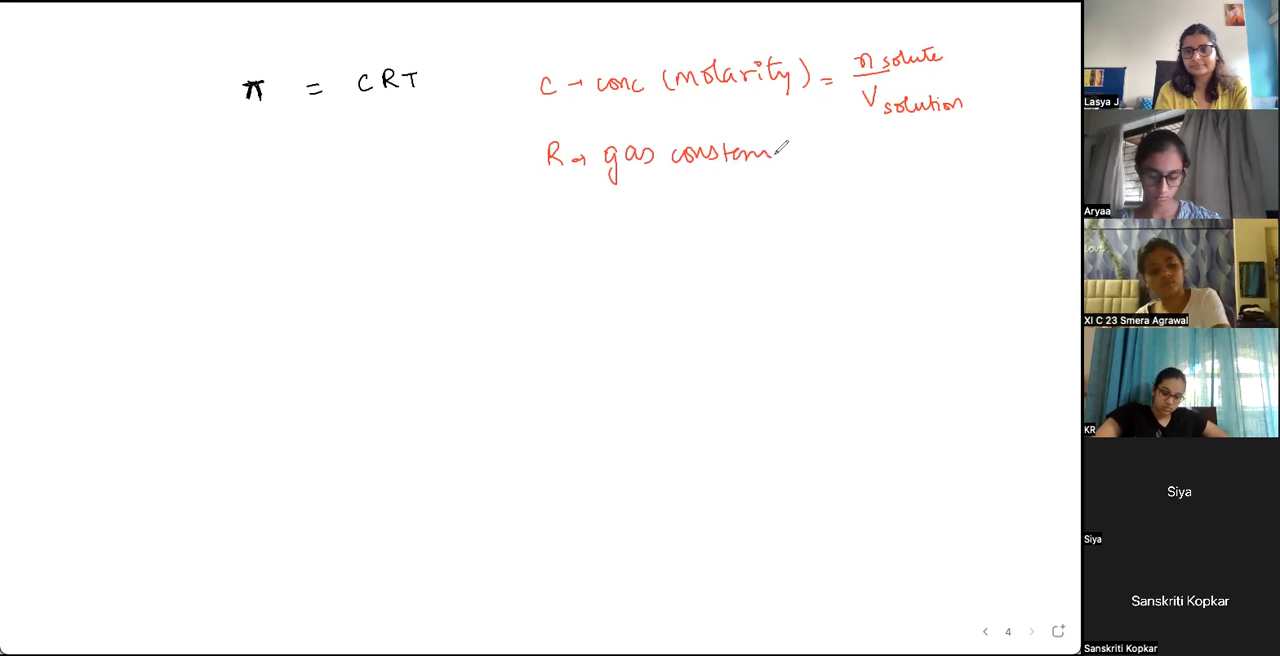 π = CRT
C → conc (molarity) = n solute / V solution
R → gas constan
4
Lasya J
Aryaa
XI C 23 Smera Agrawal
KR
Siya
Siya
Sanskriti Kopkar
Sanskriti Kopkar